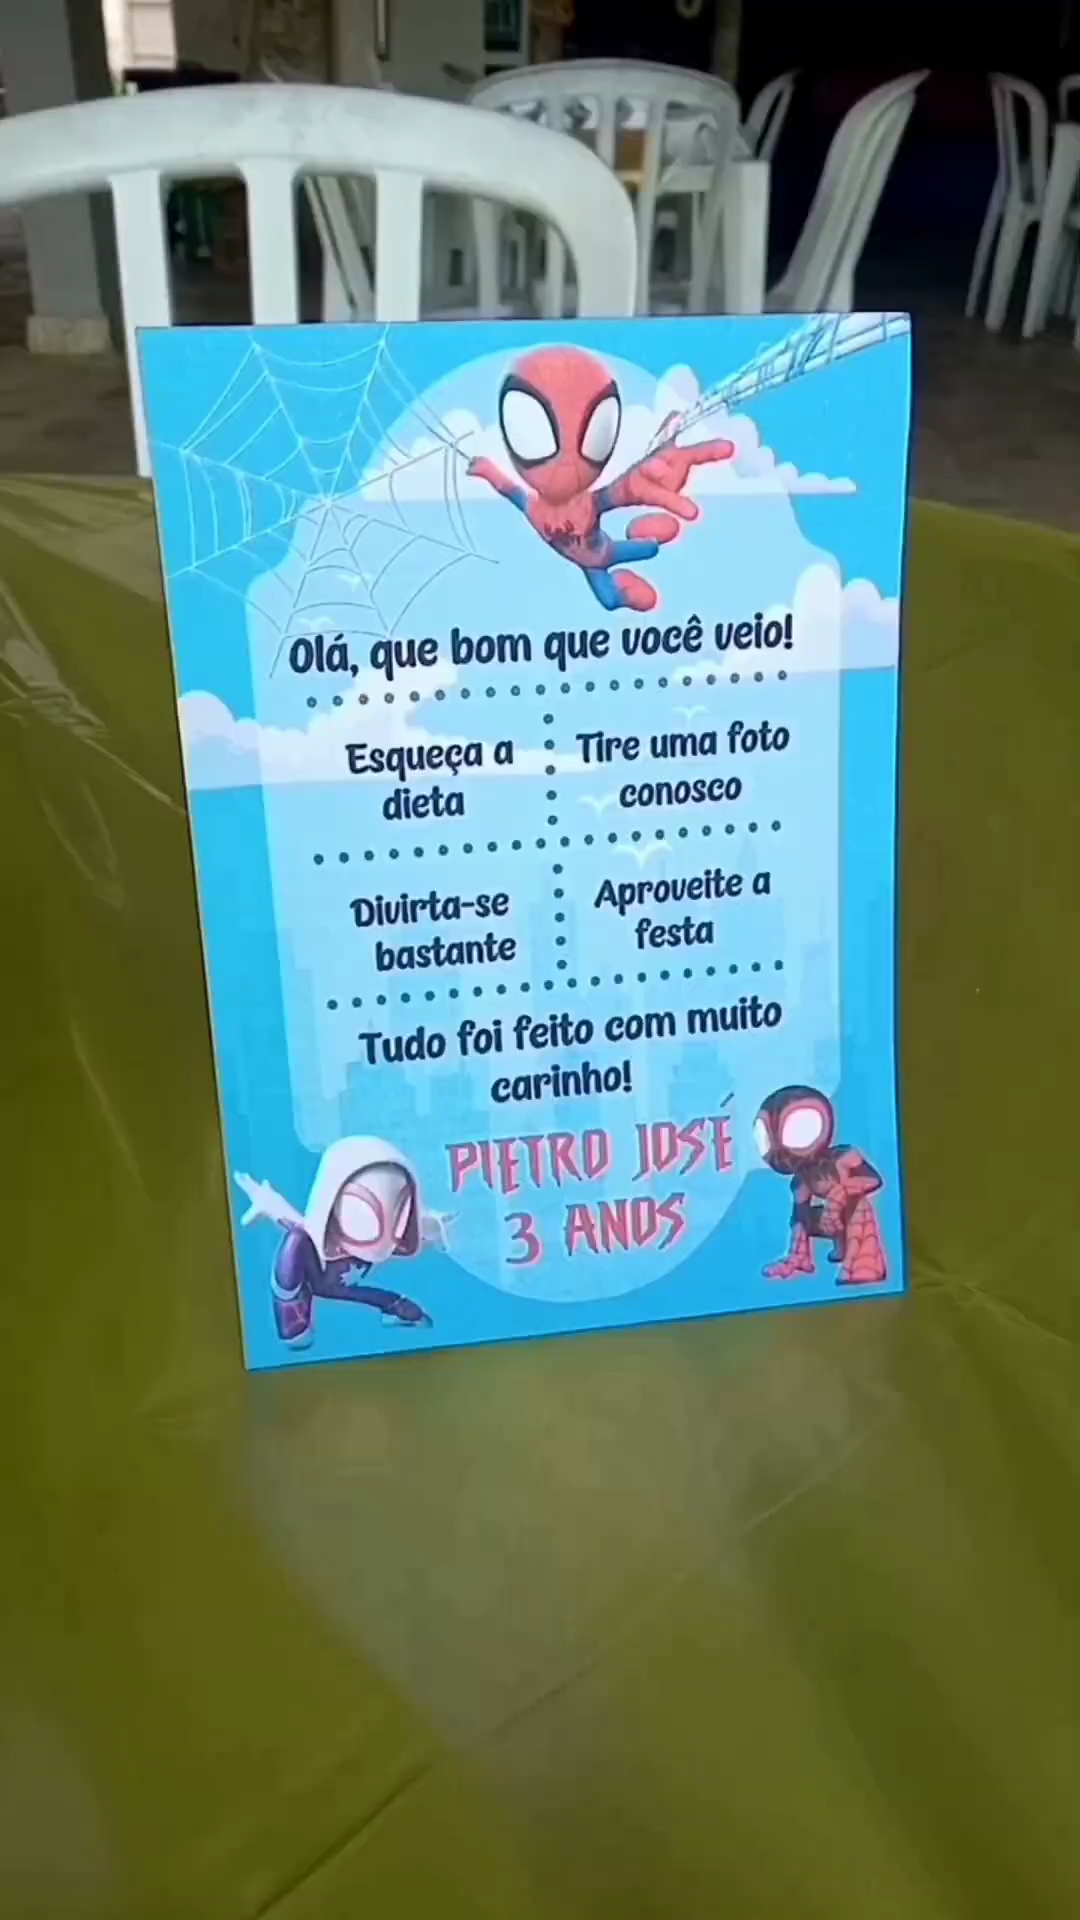 Olá, que bom que você veio!
Esqueça a
dieta
Tire uma foto
conosco
Divirta-se
bastante
Aproveite a
festa
Tudo foi feito com muito
carinho!
PIETRO JOSÉ
3 ANOS